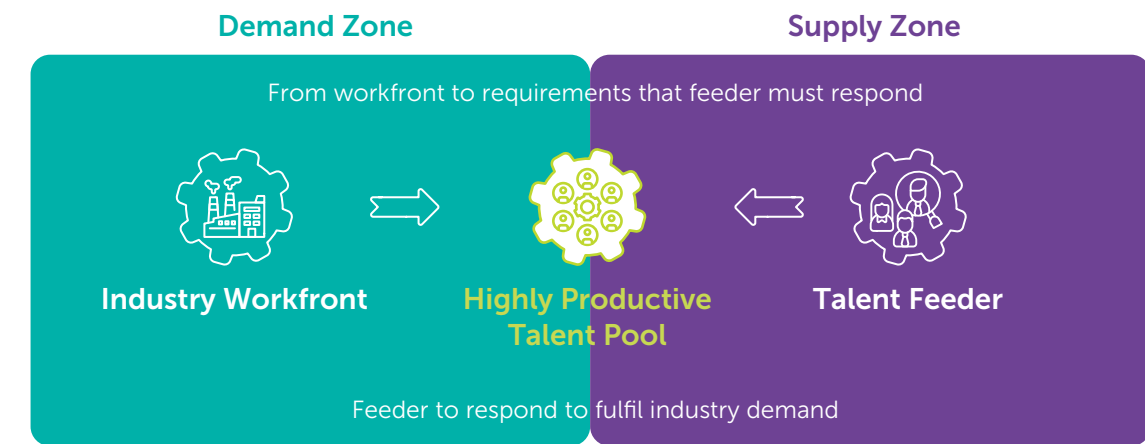 Demand Zone
Supply Zone
From workfront to requirements that feeder must respond
Industry Workfront
Highly Productive
Talent Pool
Talent Feeder
Feeder to respond to fulfil industry demand